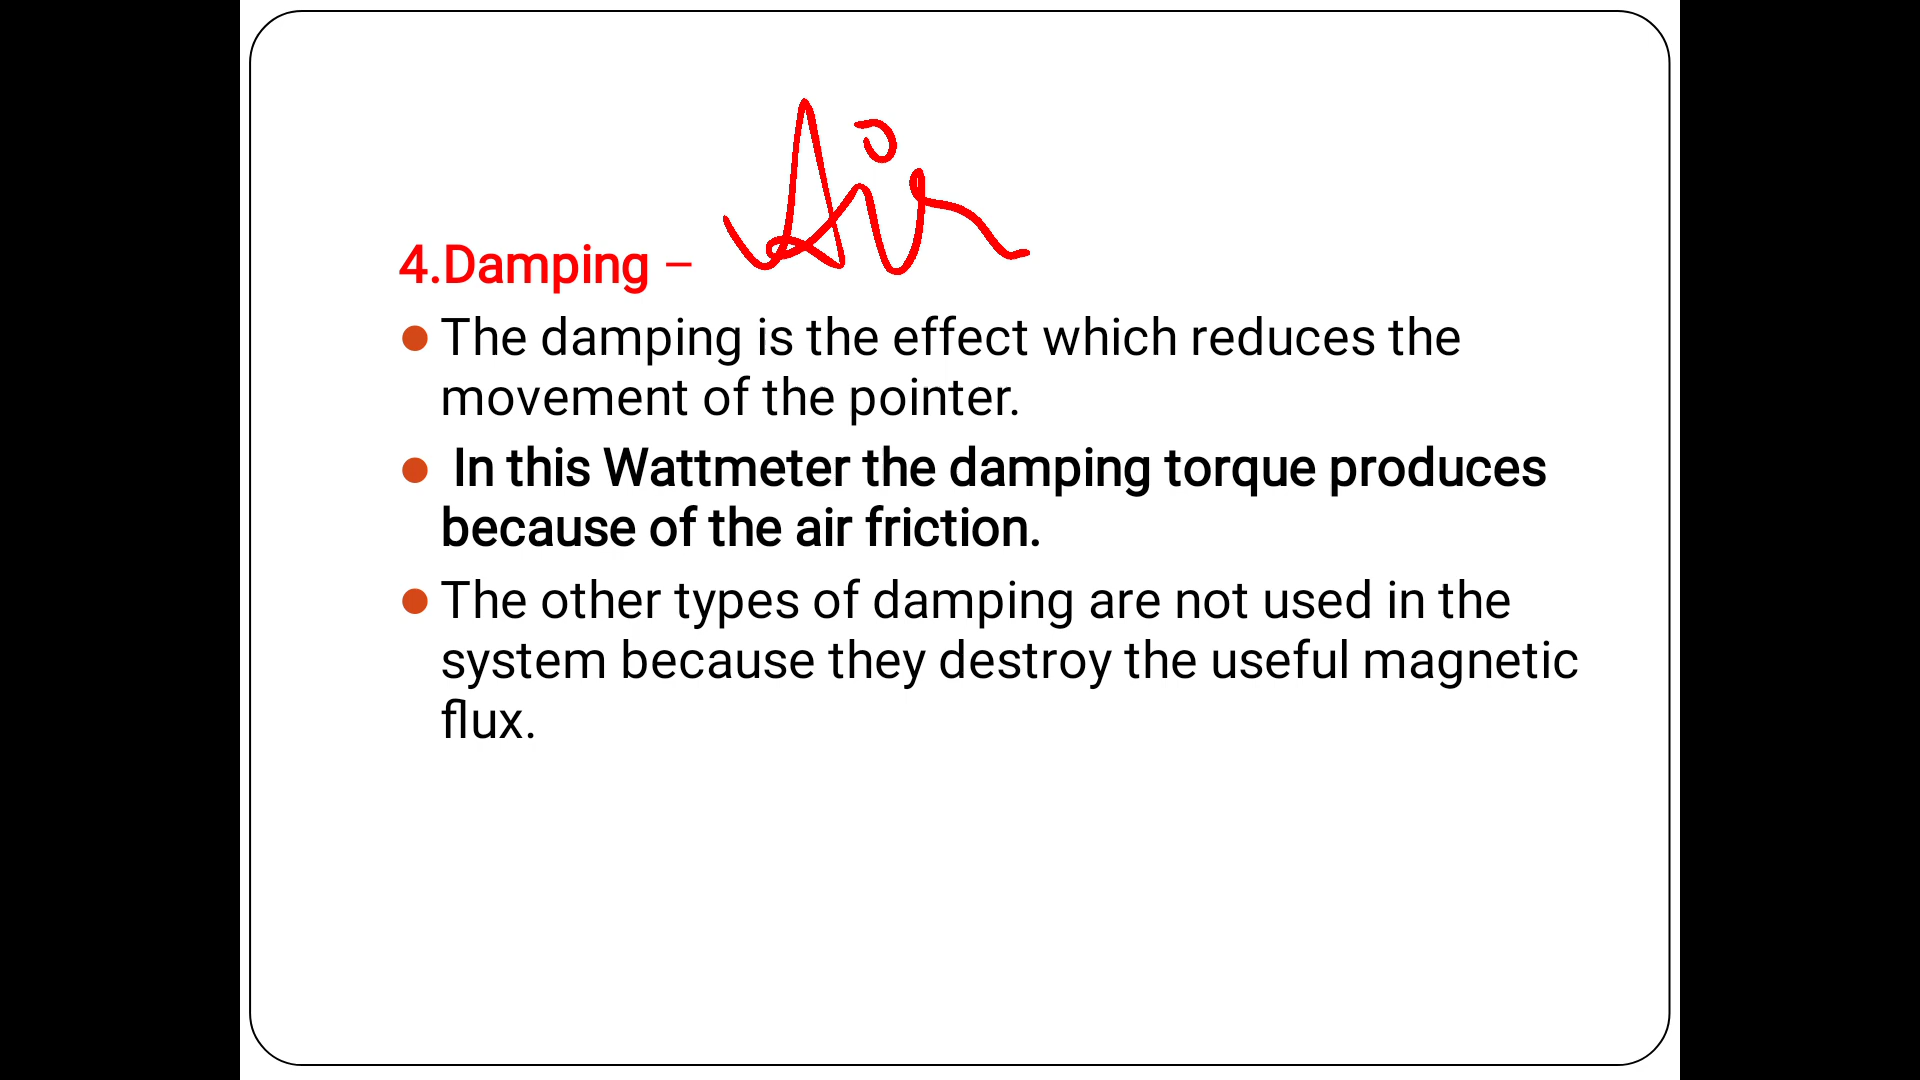 Air
4.Damping –
● The damping is the effect which reduces the
movement of the pointer.
● In this Wattmeter the damping torque produces
because of the air friction.
● The other types of damping are not used in the
system because they destroy the useful magnetic
flux.